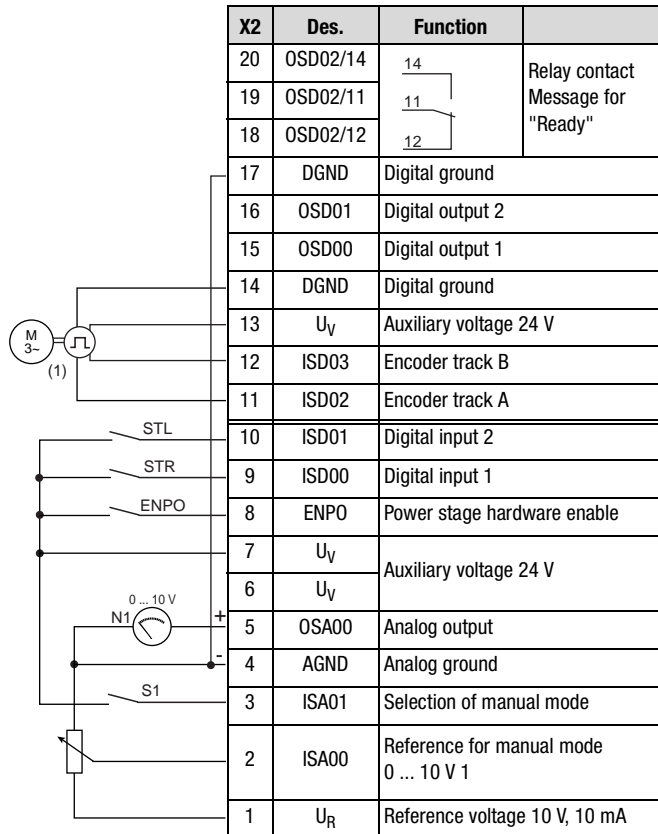 X2 Des. Function
20 OSD02/14 14 Relay contact
19 OSD02/11 11 Message for
18 OSD02/12 12 "Ready"
17 DGND Digital ground
16 OSD01 Digital output 2
15 OSD00 Digital output 1
14 DGND Digital ground
M
3~
(1)
13 UV Auxiliary voltage 24 V
12 ISD03 Encoder track B
11 ISD02 Encoder track A
STL 10 ISD01 Digital input 2
STR 9 ISD00 Digital input 1
ENPO 8 ENPO Power stage hardware enable
7 UV Auxiliary voltage 24 V
6 UV
0 ... 10 V
N1 + 5 OSA00 Analog output
- 4 AGND Analog ground
S1 3 ISA01 Selection of manual mode
2 ISA00 Reference for manual mode
0 ... 10 V 1
1 UR Reference voltage 10 V, 10 mA